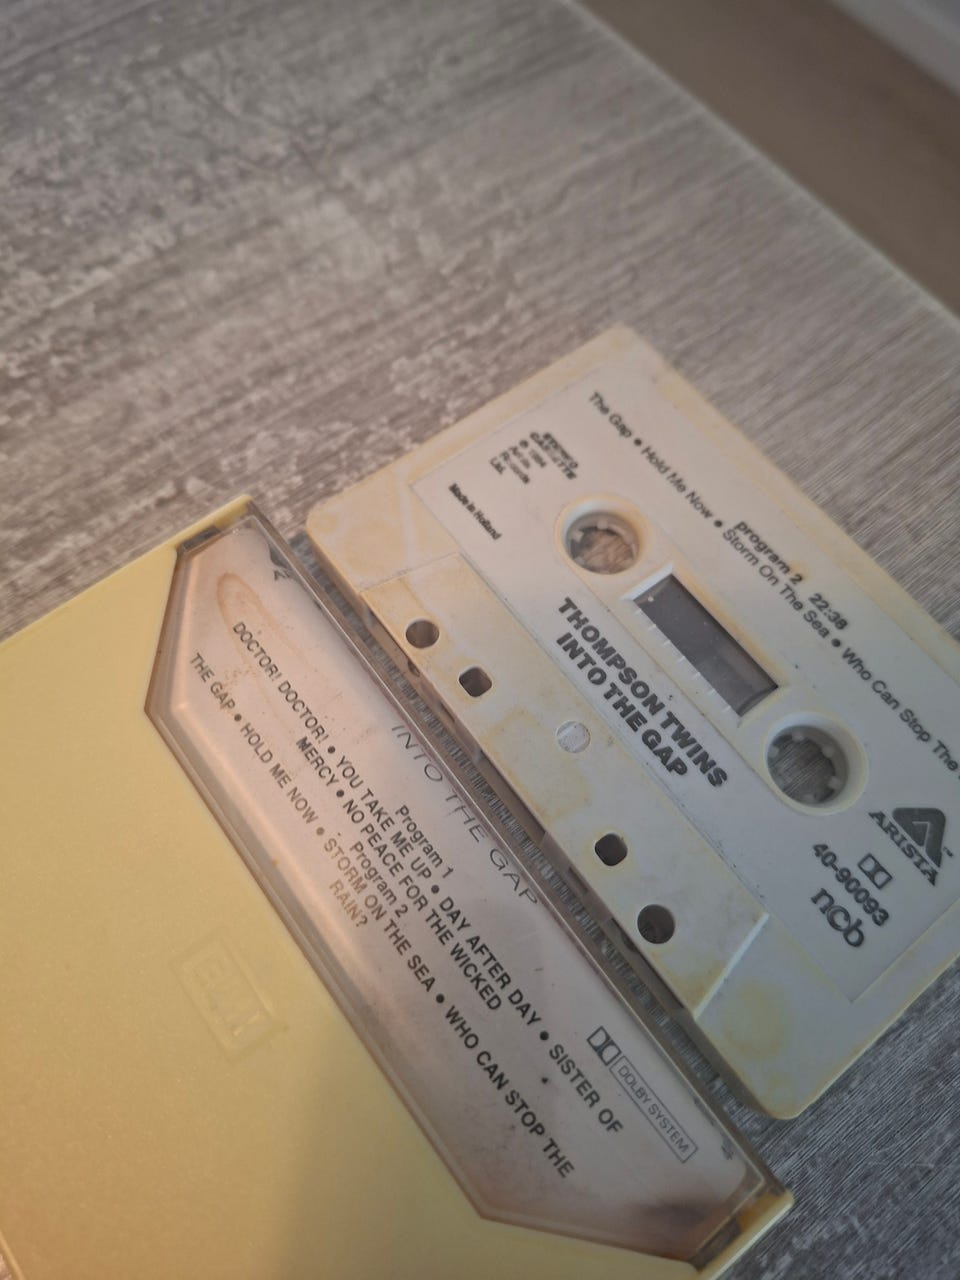 The Gap • Hold Me Now • Storm On The Sea • Who Can Stop The
program 2 22:38
STEREO
CASSETTE
℗ 1984
Made in Holland
THOMPSON TWINS
INTO THE GAP
ARISTA
40-90093
ncb
INTO THE GAP
Program 1
DOCTOR! DOCTOR! • YOU TAKE ME UP • DAY AFTER DAY • SISTER OF
MERCY • NO PEACE FOR THE WICKED
Program 2
THE GAP • HOLD ME NOW • STORM ON THE SEA • WHO CAN STOP THE
RAIN?
DOLBY SYSTEM